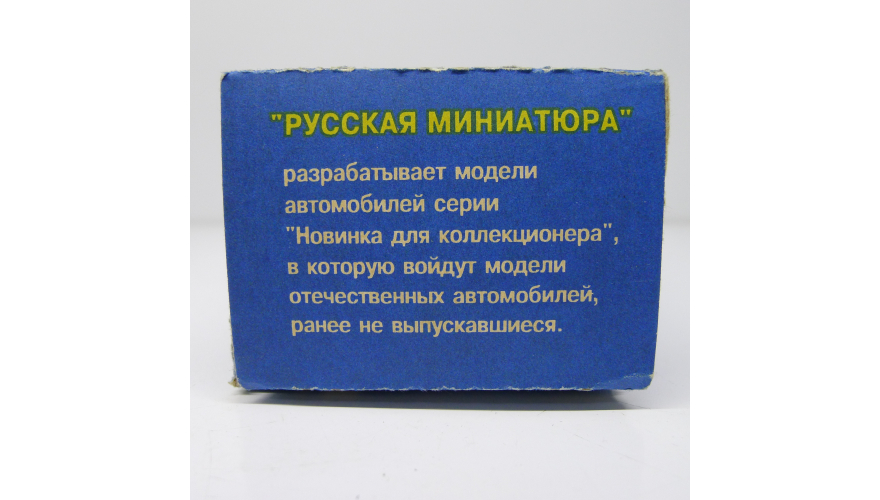 "РУССКАЯ МИНИАТЮРА"
разрабатывает модели
автомобилей серии
"Новинка для коллекционера",
в которую войдут модели
отечественных автомобилей,
ранее не выпускавшиеся.